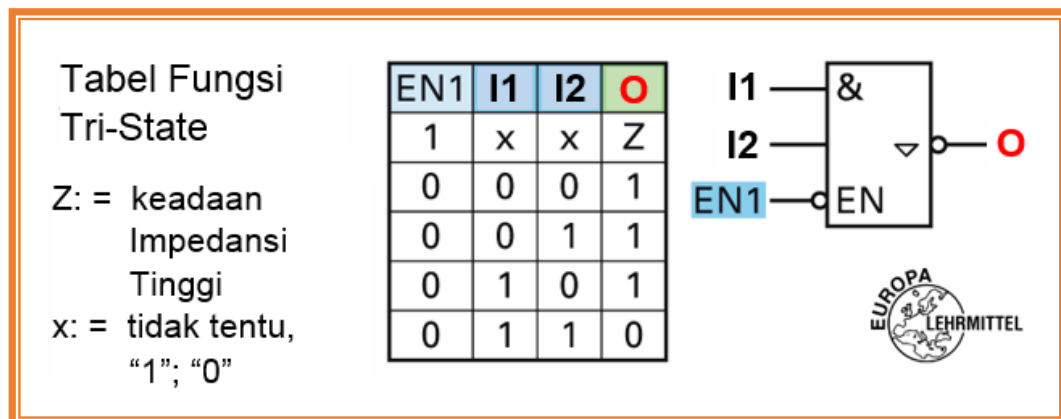 Tabel Fungsi
Tri-State
Z: = keadaan
Impedansi
Tinggi
x: = tidak tentu,
“1”; “0”
EN1 I1 I2 O
1 x x Z
0 0 0 1
0 0 1 1
0 1 0 1
0 1 1 0
I1 &
I2 O
EN1 EN
EUROPA
LEHRMITTEL